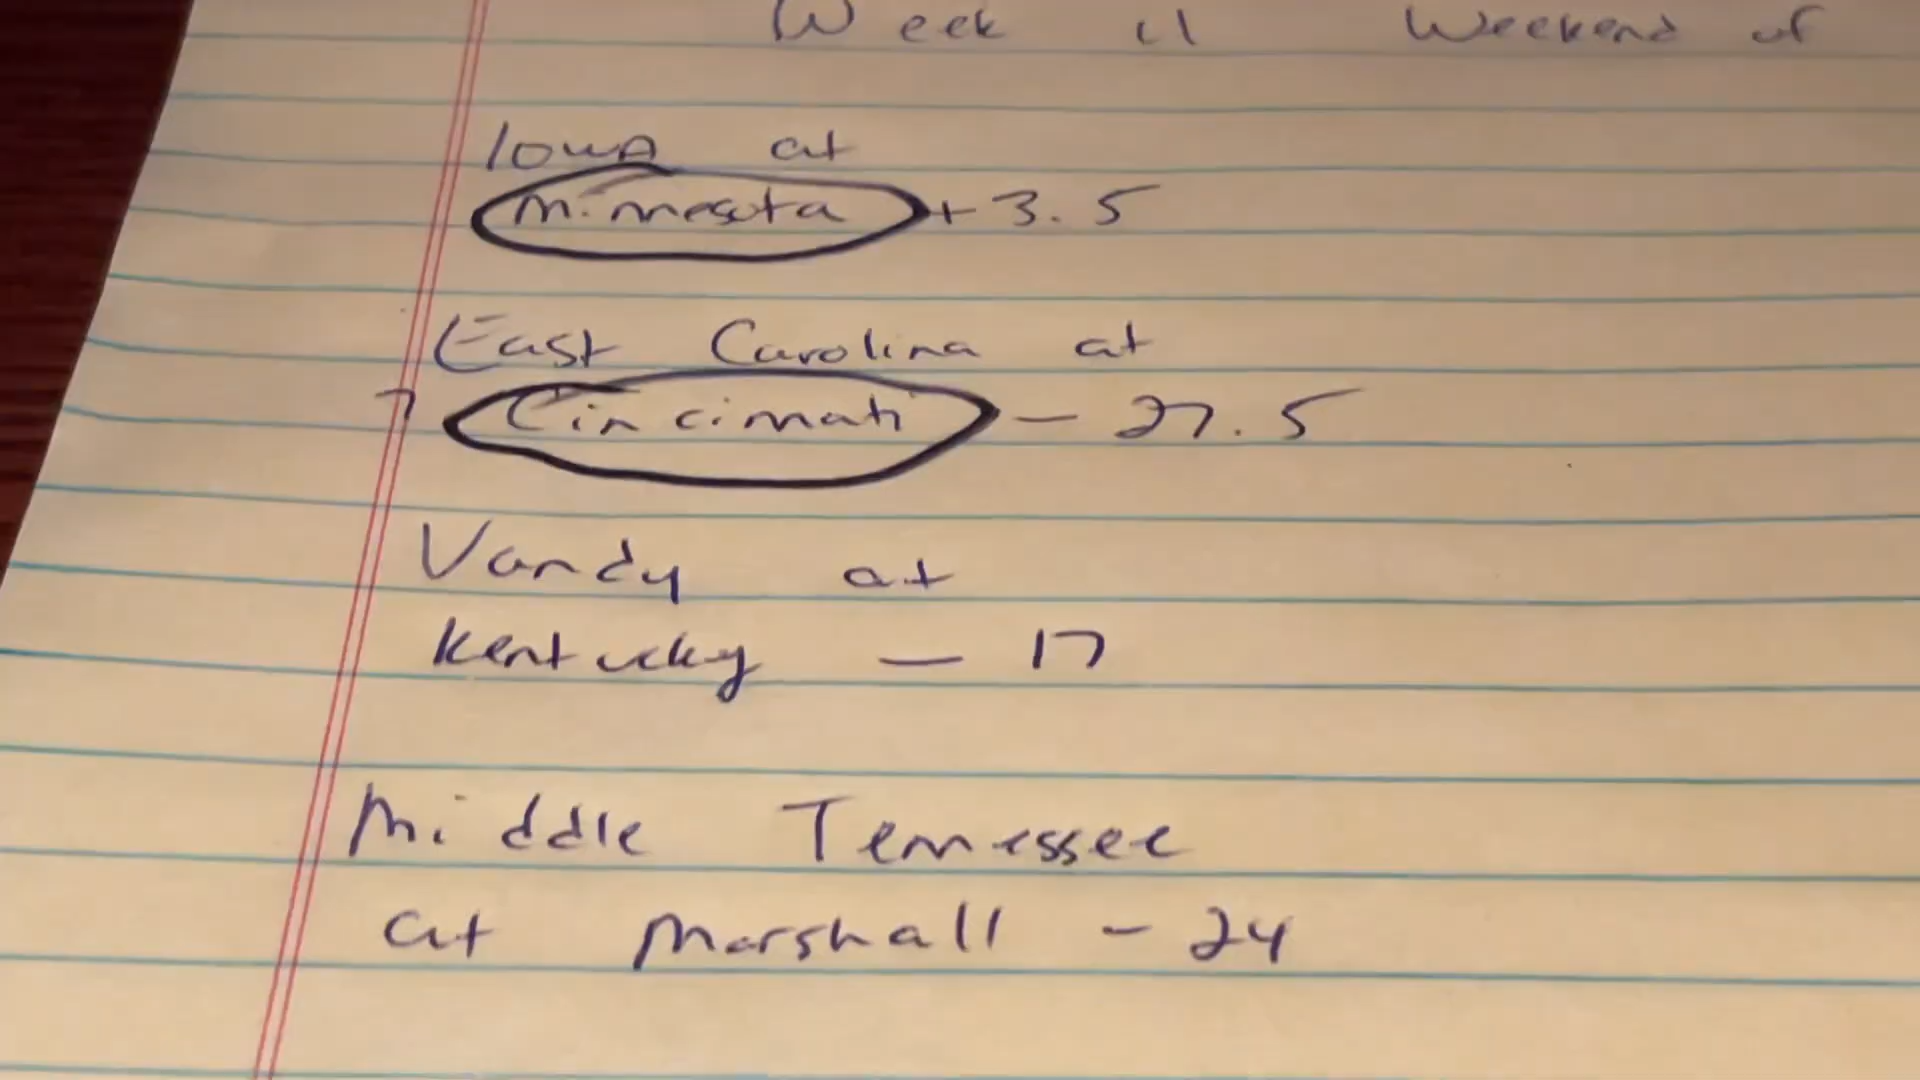 Week 11 Weekend of
Iowa at
Minnesota +3.5
East Carolina at
7 Cincinnati - 27.5
Vandy at
Kentucky - 17
Middle Tennessee
at Marshall - 24